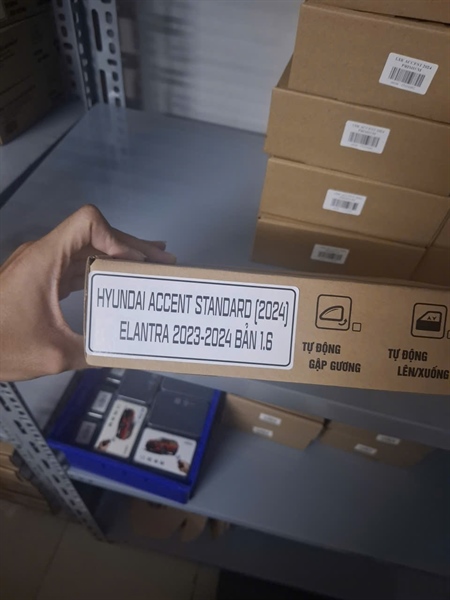 HYUNDAI ACCENT STANDARD (2024)
ELANTRA 2023-2024 BẢN 1.6
TỰ ĐỘNG
GẬP GƯƠNG
TỰ ĐỘNG
LÊN/XUỐNG